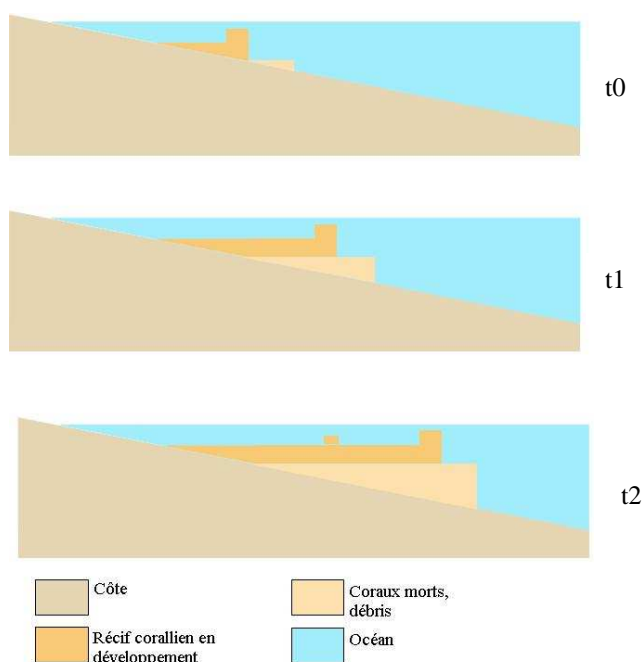 t0
t1
t2
Côte
Coraux morts,
débris
Récif corallien en
développement
Océan